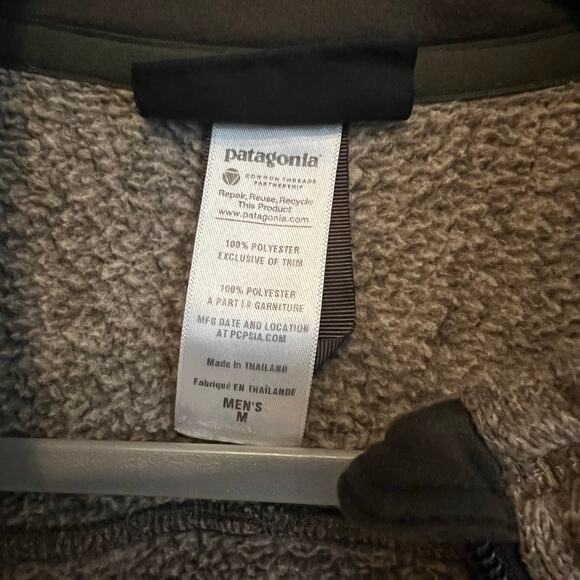 patagonia
COMMON THREADS
PARTNERSHIP
Repair, Reuse, Recycle
This Product
www.patagonia.com
100% POLYESTER
EXCLUSIVE OF TRIM
100% POLYESTER
A PART LA GARNITURE
MFG DATE AND LOCATION
AT PCPSIA.COM
Made in THAILAND
Fabriqué EN THAÏLANDE
MEN'S
M